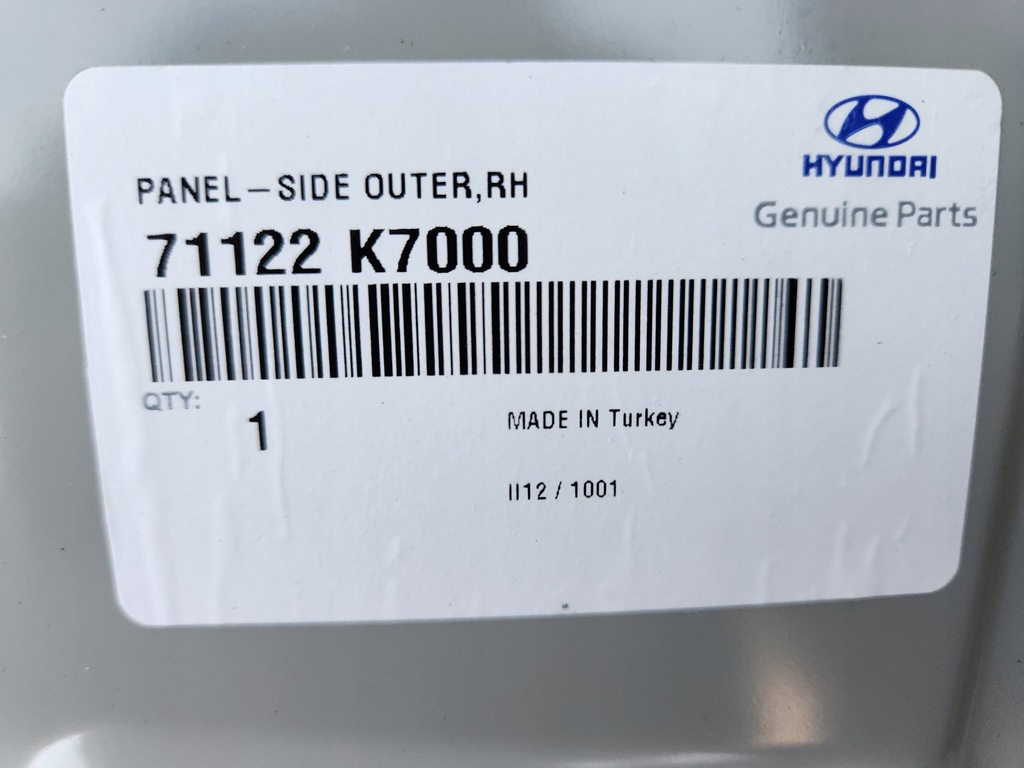 HYUNDAI
Genuine Parts
PANEL-SIDE OUTER,RH
71122 K7000
QTY: 1
MADE IN Turkey
II12 / 1001